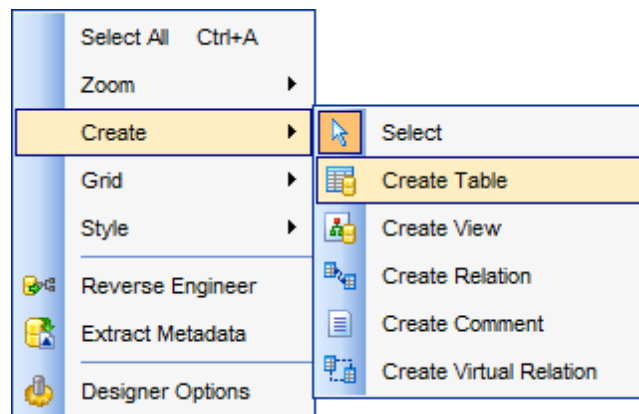 Select All Ctrl+A
Zoom
Create
Grid
Style
Reverse Engineer
Extract Metadata
Designer Options
Select
Create Table
Create View
Create Relation
Create Comment
Create Virtual Relation